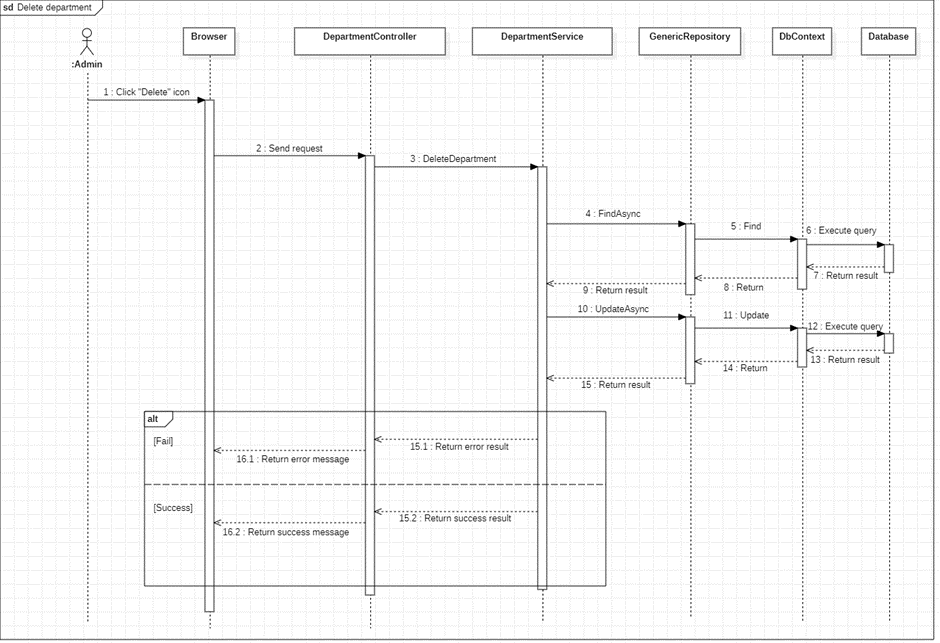 sd Delete department
:Admin
Browser
DepartmentController
DepartmentService
GenericRepository
DbContext
Database
1 : Click "Delete" icon
2 : Send request
3 : DeleteDepartment
4 : FindAsync
5 : Find
6 : Execute query
7 : Return result
8 : Return
9 : Return result
10 : UpdateAsync
11 : Update
12 : Execute query
13 : Return result
14 : Return
15 : Return result
alt
[Fail]
15.1 : Return error result
16.1 : Return error message
[Success]
15.2 : Return success result
16.2 : Return success message